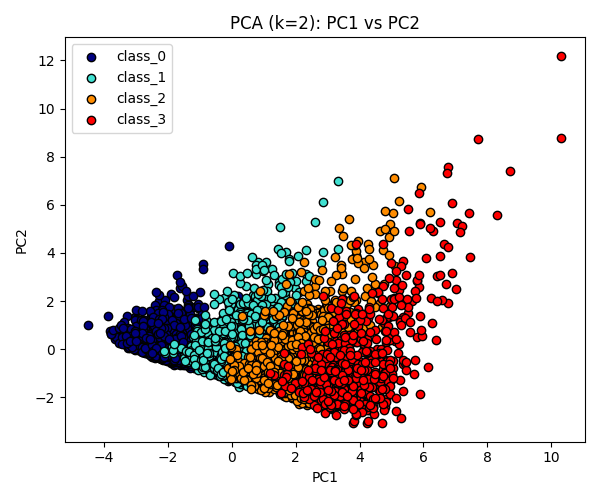 PCA (k=2): PC1 vs PC2
class_0
class_1
class_2
class_3
12
10
8
6
4
2
0
−2
PC2
−4 −2 0 2 4 6 8 10
PC1